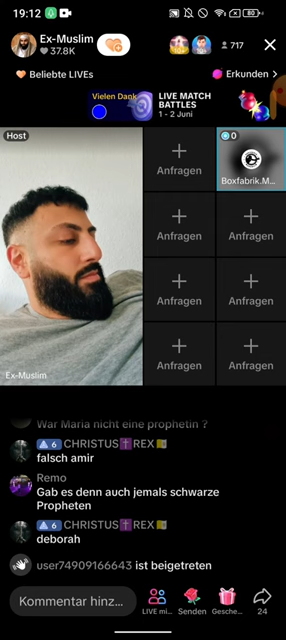 19:12
80
Ex-Muslim
37.8K
717
Beliebte LIVEs
Erkunden >
Vielen Dank
LIVE MATCH
BATTLES
1 - 2 Juni
Host
Anfragen
0
Boxfabrik.M...
Anfragen
Anfragen
Anfragen
Anfragen
Anfragen
Anfragen
Ex-Muslim
War Maria nicht eine prophetin ?
6 CHRISTUS✝️REX🇻🇦
falsch amir
Remo
Gab es denn auch jemals schwarze
Propheten
6 CHRISTUS✝️REX🇻🇦
deborah
user74909166643 ist beigetreten
Kommentar hinz...
LIVE mi...
Senden
Gesche...
24